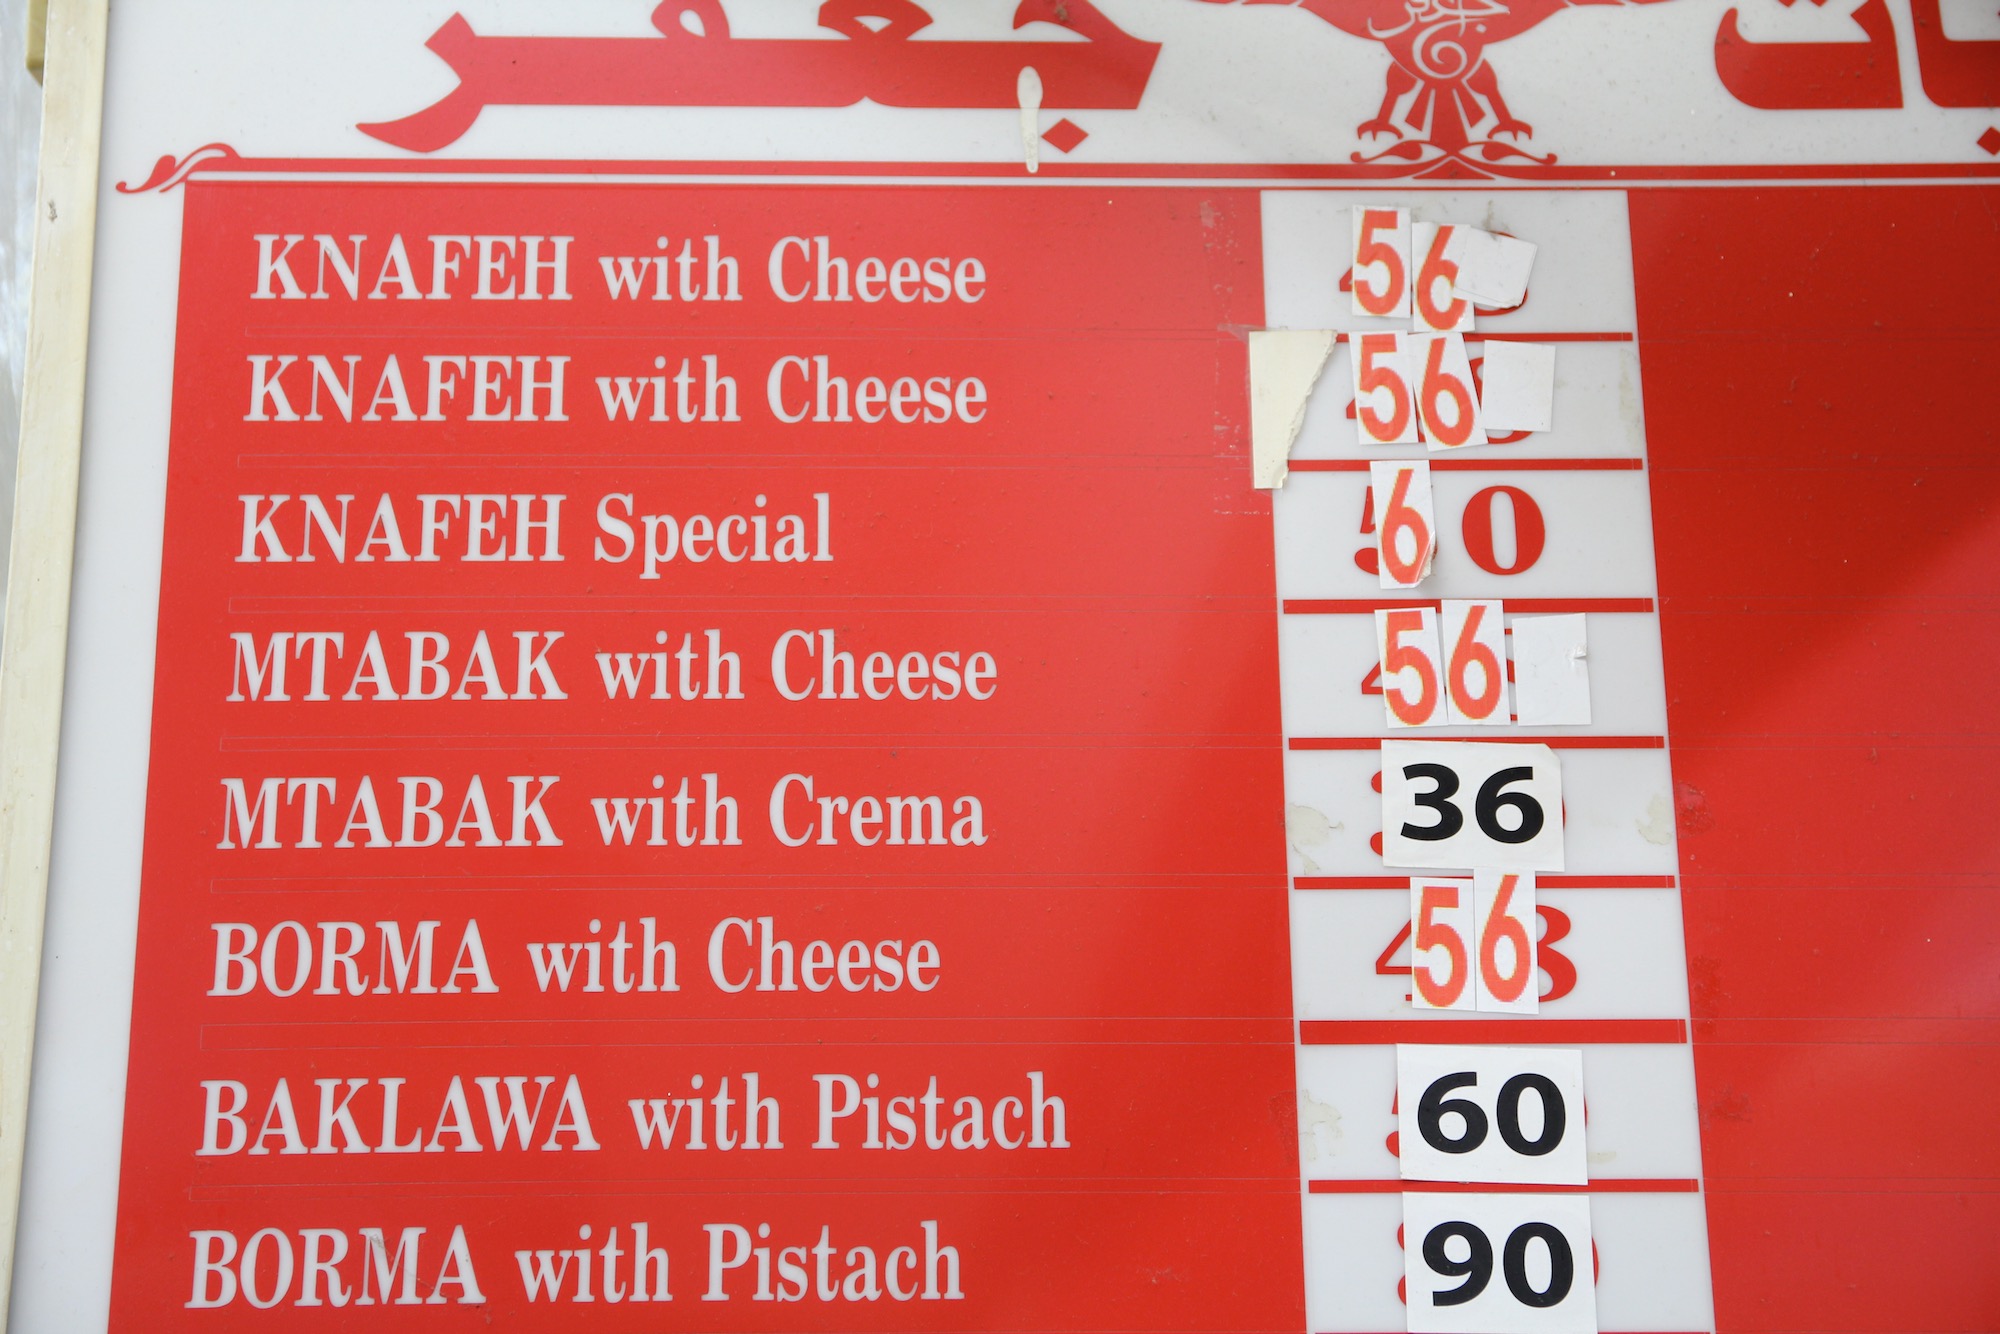 جعفر
KNAFEH with Cheese 56
KNAFEH with Cheese 56
KNAFEH Special 60
MTABAK with Cheese 56
MTABAK with Crema 36
BORMA with Cheese 56
BAKLAWA with Pistach 60
BORMA with Pistach 90